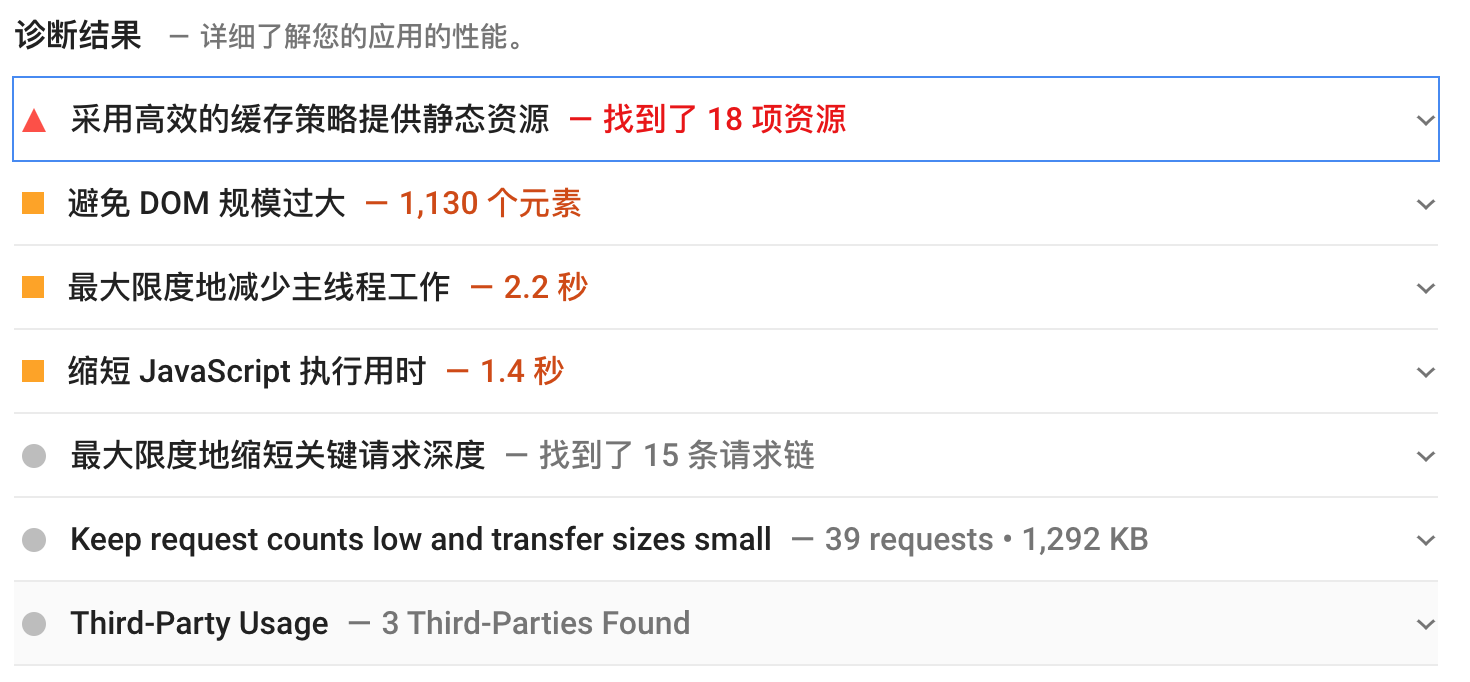 诊断结果 — 详细了解您的应用的性能。
采用高效的缓存策略提供静态资源 — 找到了 18 项资源
避免 DOM 规模过大 — 1,130 个元素
最大限度地减少主线程工作 — 2.2 秒
缩短 JavaScript 执行用时 — 1.4 秒
最大限度地缩短关键请求深度 — 找到了 15 条请求链
Keep request counts low and transfer sizes small — 39 requests • 1,292 KB
Third-Party Usage — 3 Third-Parties Found